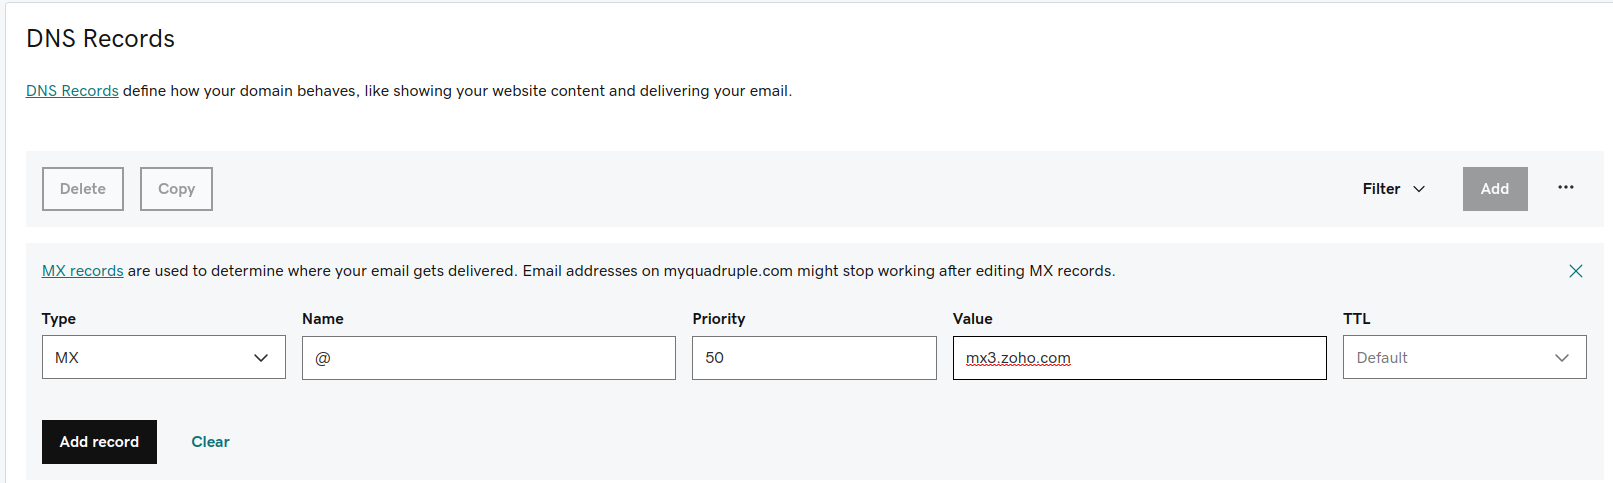 DNS Records
DNS Records define how your domain behaves, like showing your website content and delivering your email.
Delete Copy Filter Add ...
MX records are used to determine where your email gets delivered. Email addresses on myquadruple.com might stop working after editing MX records.
Type Name Priority Value TTL
MX @ 50 mx3.zoho.com Default
Add record Clear